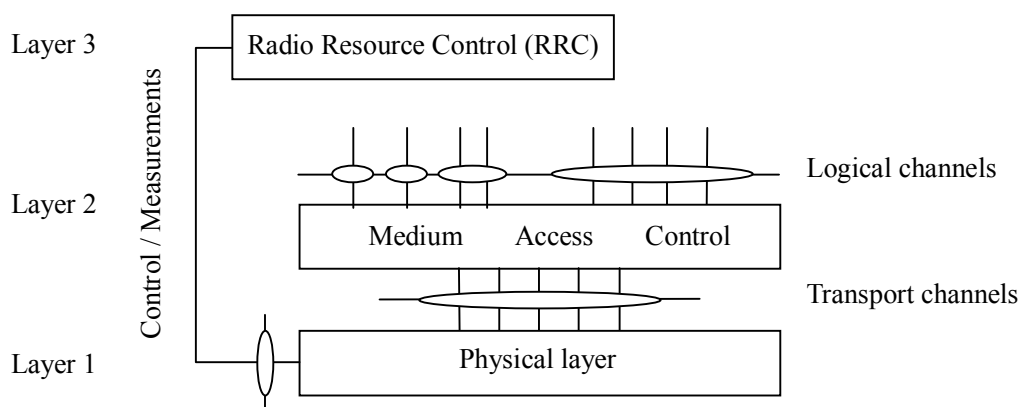 Layer 3
Radio Resource Control (RRC)
Control / Measurements
Logical channels
Layer 2
Medium Access Control
Transport channels
Layer 1
Physical layer